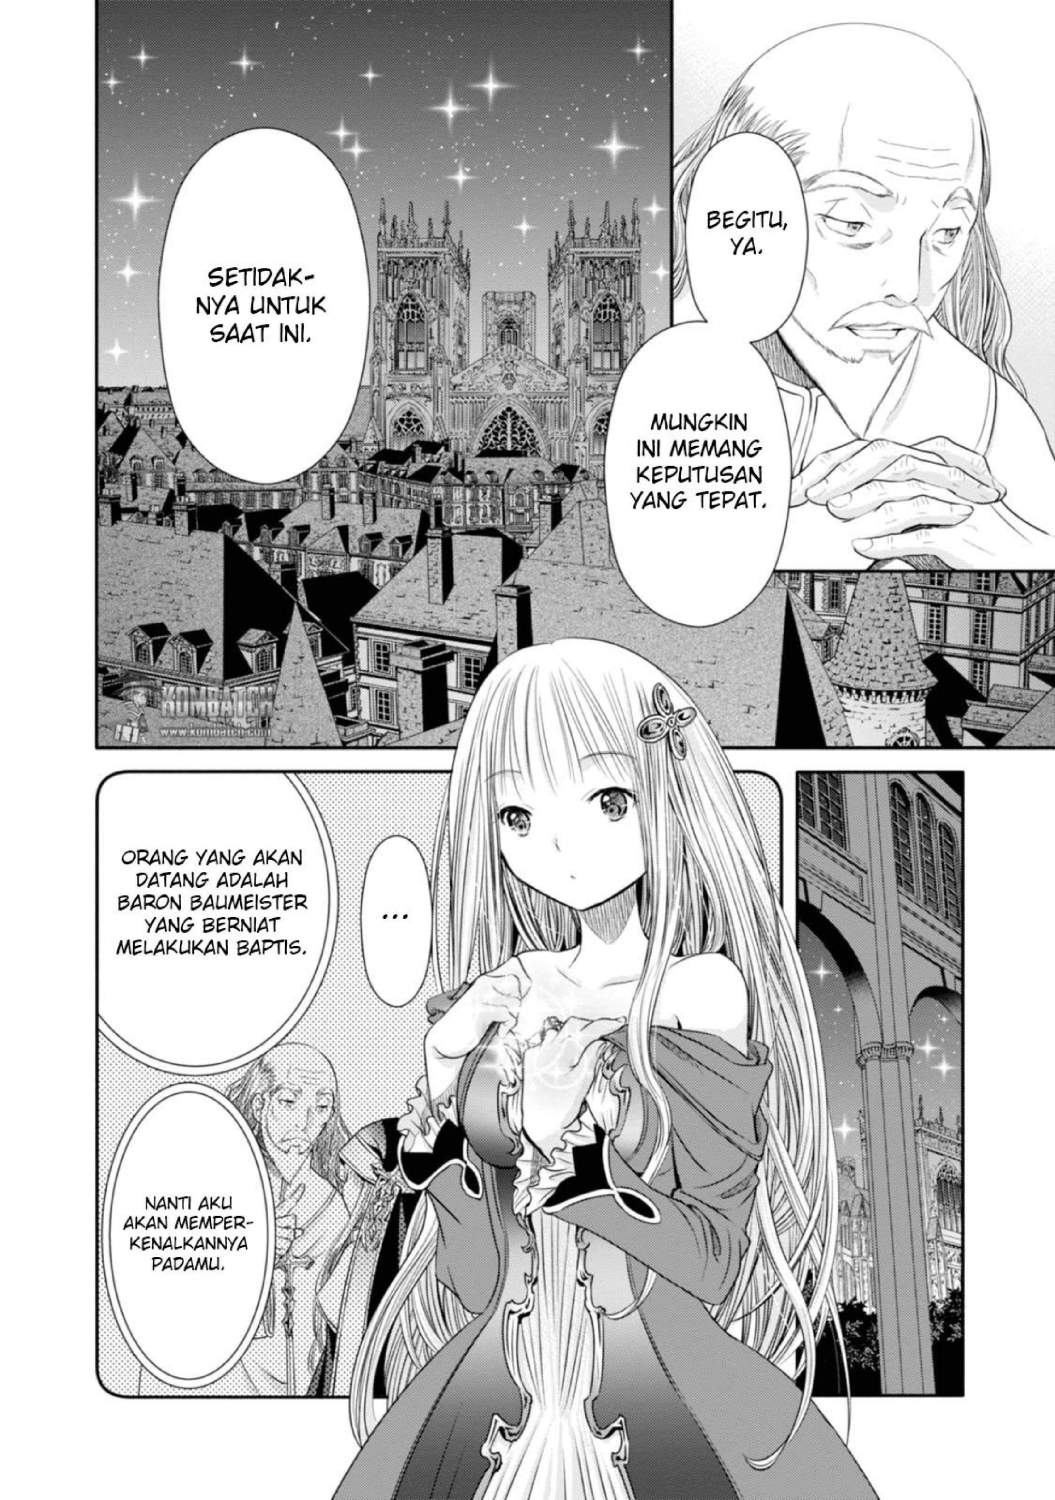 BEGITU,
YA.
MUNGKIN
INI MEMANG
KEPUTUSAN
YANG TEPAT.
SETIDAK-
NYA UNTUK
SAAT INI.
...
ORANG YANG AKAN
DATANG ADALAH
BARON BAUMEISTER
YANG BERNIAT
MELAKUKAN BAPTIS.
NANTI AKU
AKAN MEMPER-
KENALKANNYA
PADAMU.